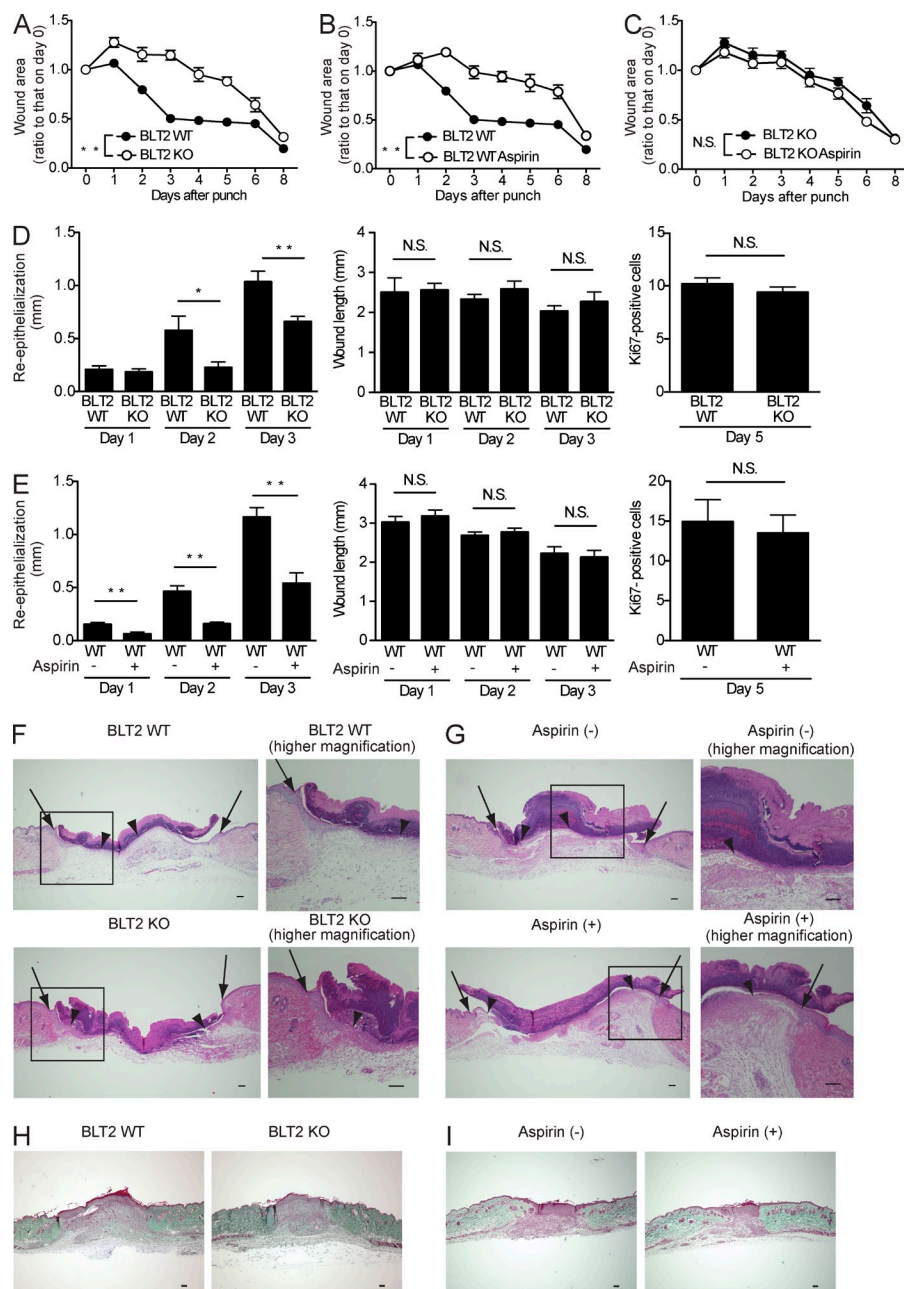 A
Wound area
(ratio to that on day 0)
1.5
1.0
0.5
0
* *
BLT2 WT
BLT2 KO
0 1 2 3 4 5 6 8
Days after punch
B
Wound area
(ratio to that on day 0)
1.5
1.0
0.5
0
* *
BLT2 WT
BLT2 WT Aspirin
0 1 2 3 4 5 6 8
Days after punch
C
Wound area
(ratio to that on day 0)
1.5
1.0
0.5
0
N.S.
BLT2 KO
BLT2 KO Aspirin
0 1 2 3 4 5 6 8
Days after punch
D
Re-epithelialization
(mm)
1.5
1.0
0.5
0.0
*
* *
BLT2 BLT2 BLT2 BLT2 BLT2 BLT2
WT KO WT KO WT KO
Day 1 Day 2 Day 3
Wound length (mm)
4
3
2
1
0
N.S.
N.S.
N.S.
BLT2 BLT2 BLT2 BLT2 BLT2 BLT2
WT KO WT KO WT KO
Day 1 Day 2 Day 3
Ki67-positive cells
15
10
5
0
N.S.
BLT2 BLT2
WT KO
Day 5
E
Re-epithelialization
(mm)
1.5
1.0
0.5
0.0
* *
* *
* *
WT WT WT WT WT WT
Aspirin - + - + - +
Day 1 Day 2 Day 3
Wound length (mm)
4
3
2
1
0
N.S.
N.S.
N.S.
WT WT WT WT WT WT
- + - + - +
Day 1 Day 2 Day 3
Ki67- positive cells
20
15
10
5
0
N.S.
WT WT
- +
Day 5
F
BLT2 WT
BLT2 WT
(higher magnification)
BLT2 KO
BLT2 KO
(higher magnification)
G
Aspirin (-)
Aspirin (-)
(higher magnification)
Aspirin (+)
Aspirin (+)
(higher magnification)
H
BLT2 WT
BLT2 KO
I
Aspirin (-)
Aspirin (+)